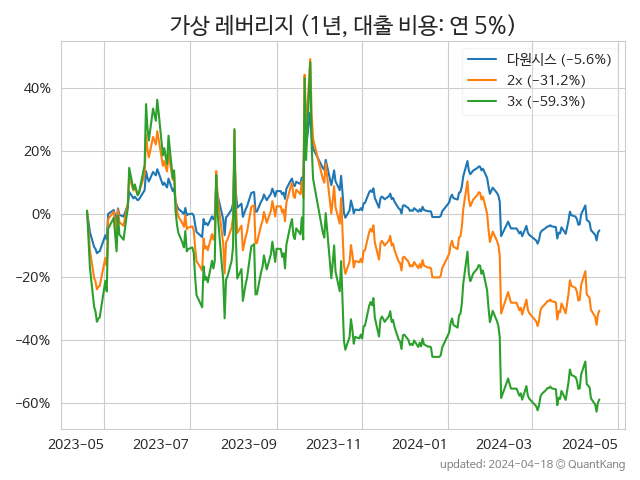 가상 레버리지 (1년, 대출 비용: 연 5%)
다원시스 (−5.6%)
2x (−31.2%)
3x (−59.3%)
40%
20%
0%
−20%
−40%
−60%
2023−05 2023−07 2023−09 2023−11 2024−01 2024−03 2024−05
updated: 2024−04−18 @ QuantKang